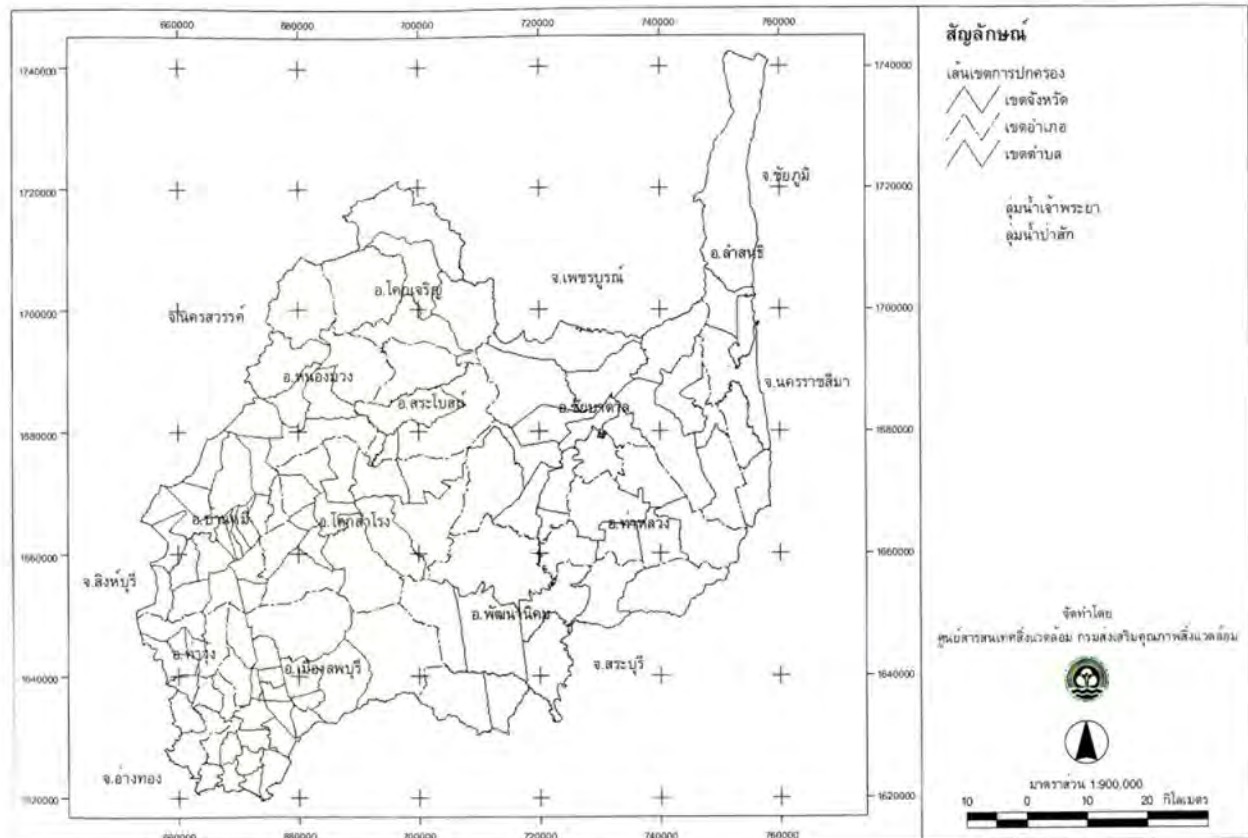 660000 680000 700000 720000 740000 760000
สัญลักษณ์
1740000 1740000
เส้นเขตการปกครอง
เขตจังหวัด
เขตอำเภอ
เขตตำบล
จ.ชัยภูมิ
1720000 1720000
ลุ่มน้ำเจ้าพระยา
ลุ่มน้ำป่าสัก
อ.ลำสนธิ
จ.เพชรบูรณ์
อ.โคกเจริญ
1700000 1700000
จ.นครสวรรค์
อ.หนองม่วง
จ.นครราชสีมา
อ.สระโบสถ์
อ.ชัยบาดาล
1680000 1680000
อ.บ้านหมี่
อ.โคกสำโรง
อ.ท่าหลวง
1660000 1660000
จ.สิงห์บุรี
อ.พัฒนานิคม
จัดทำโดย
ศูนย์สารสนเทศสิ่งแวดล้อม กรมส่งเสริมคุณภาพสิ่งแวดล้อม
อ.ท่าวุ้ง
อ.เมืองลพบุรี
จ.สระบุรี
1640000 1640000
จ.อ่างทอง
มาตราส่วน 1:900,000
1620000 1620000
10 0 10 20 กิโลเมตร
660000 680000 700000 720000 740000 760000